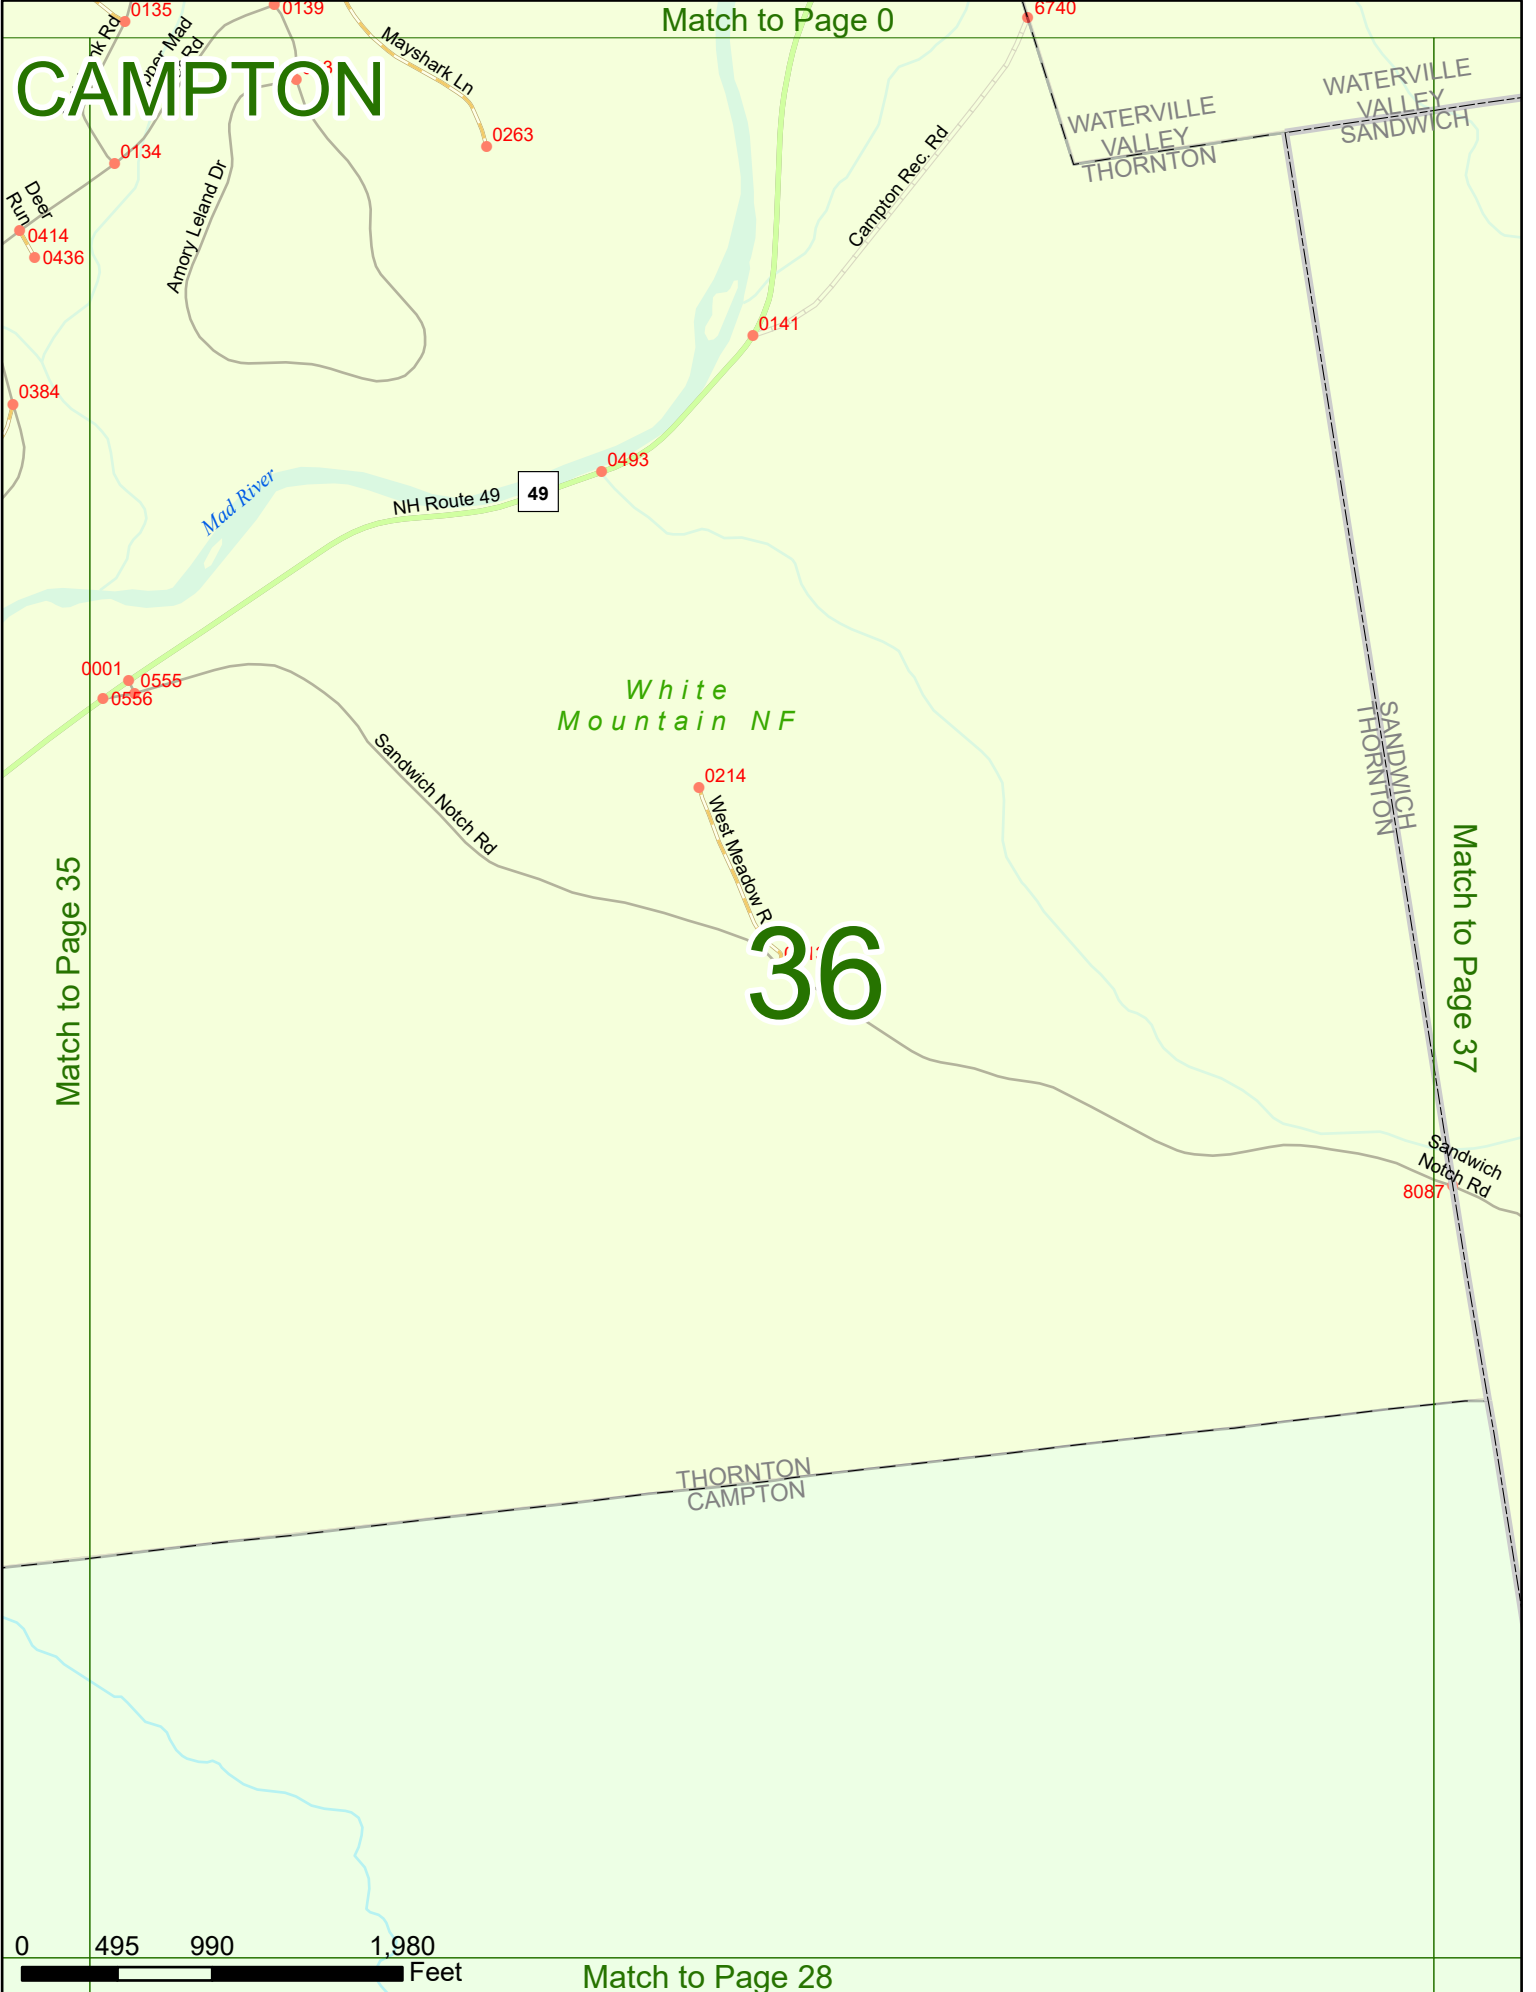 Match to Page 0
0135
0139
6740
CAMPTON
Mayshark Ln
0263
WATERVILLE
VALLEY
SANDWICH
WATERVILLE
VALLEY
THORNTON
Rd
Mad
Rd
0134
Campton Rec. Rd
Deer
Run
0414
0436
Amory Leland Dr
0141
0384
0493
49
NH Route 49
Mad River
0001
0555
0556
White
Mountain NF
SANDWICH
THORNTON
Sandwich Notch Rd
0214
West Meadow R
36
Match to Page 35
Match to Page 37
Sandwich
Notch Rd
8087
THORNTON
CAMPTON
0 495 990 1,980
Feet
Match to Page 28